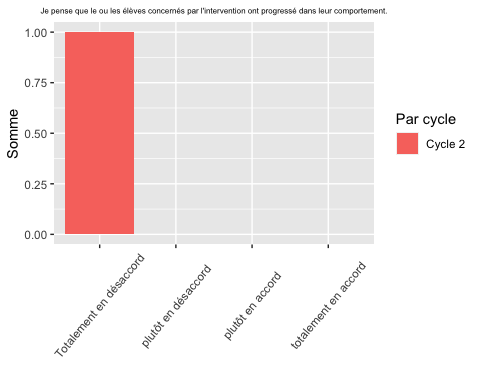 Je pense que le ou les élèves concernés par l'intervention ont progressé dans leur comportement.
1.00
0.75
0.50
0.25
0.00
Somme
Totalement en désaccord
plutôt en désaccord
plutôt en accord
totalement en accord
Par cycle
Cycle 2